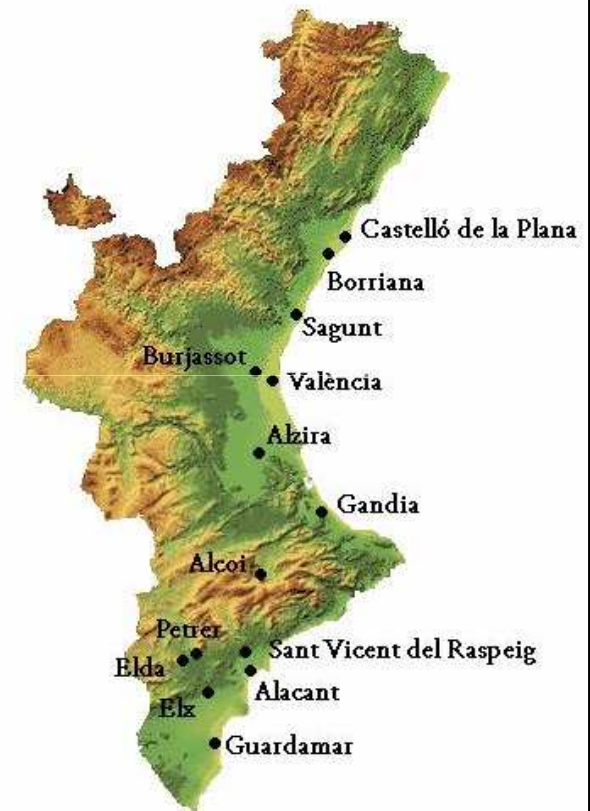 Castelló de la Plana
Borriana
Sagunt
Burjassot
València
Alzira
Gandia
Alcoi
Petrer
Sant Vicent del Raspeig
Elda
Alacant
Elx
Guardamar